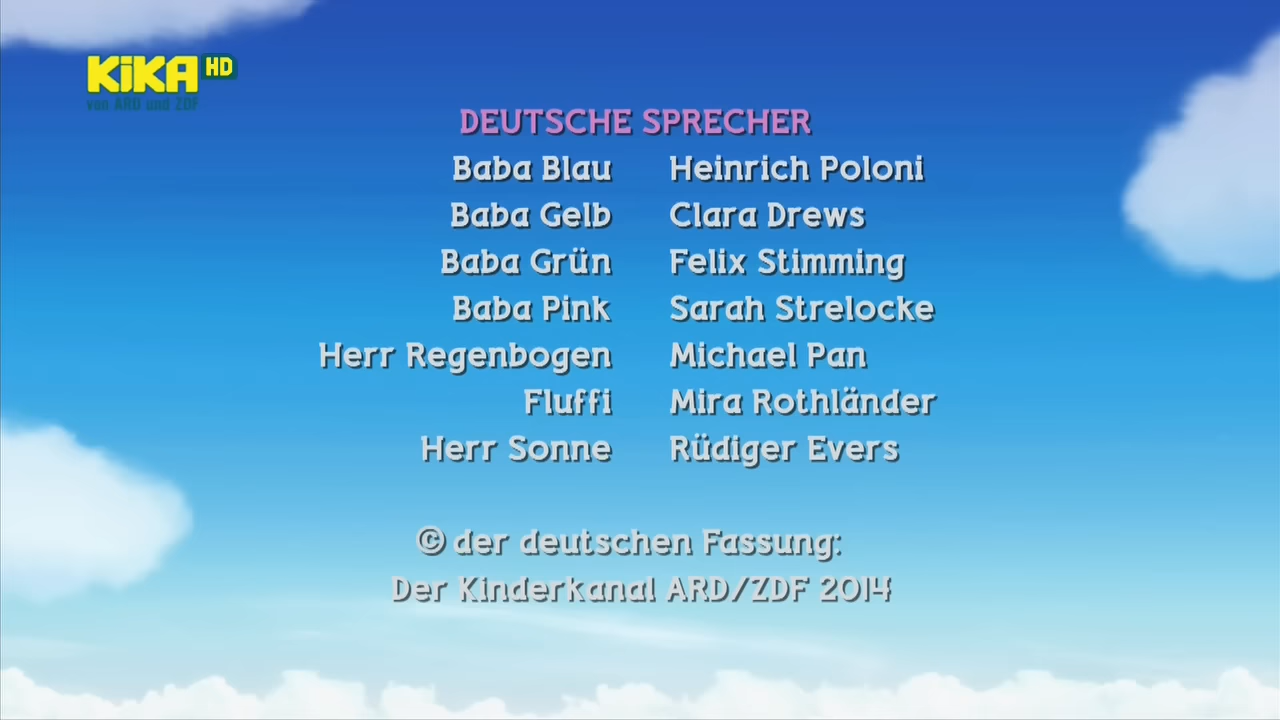 KiKA HD
von ARD und ZDF
DEUTSCHE SPRECHER
Baba Blau Heinrich Poloni
Baba Gelb Clara Drews
Baba Grün Felix Stimming
Baba Pink Sarah Strelocke
Herr Regenbogen Michael Pan
Fluffi Mira Rothländer
Herr Sonne Rüdiger Evers
© der deutschen Fassung:
Der Kinderkanal ARD/ZDF 2014